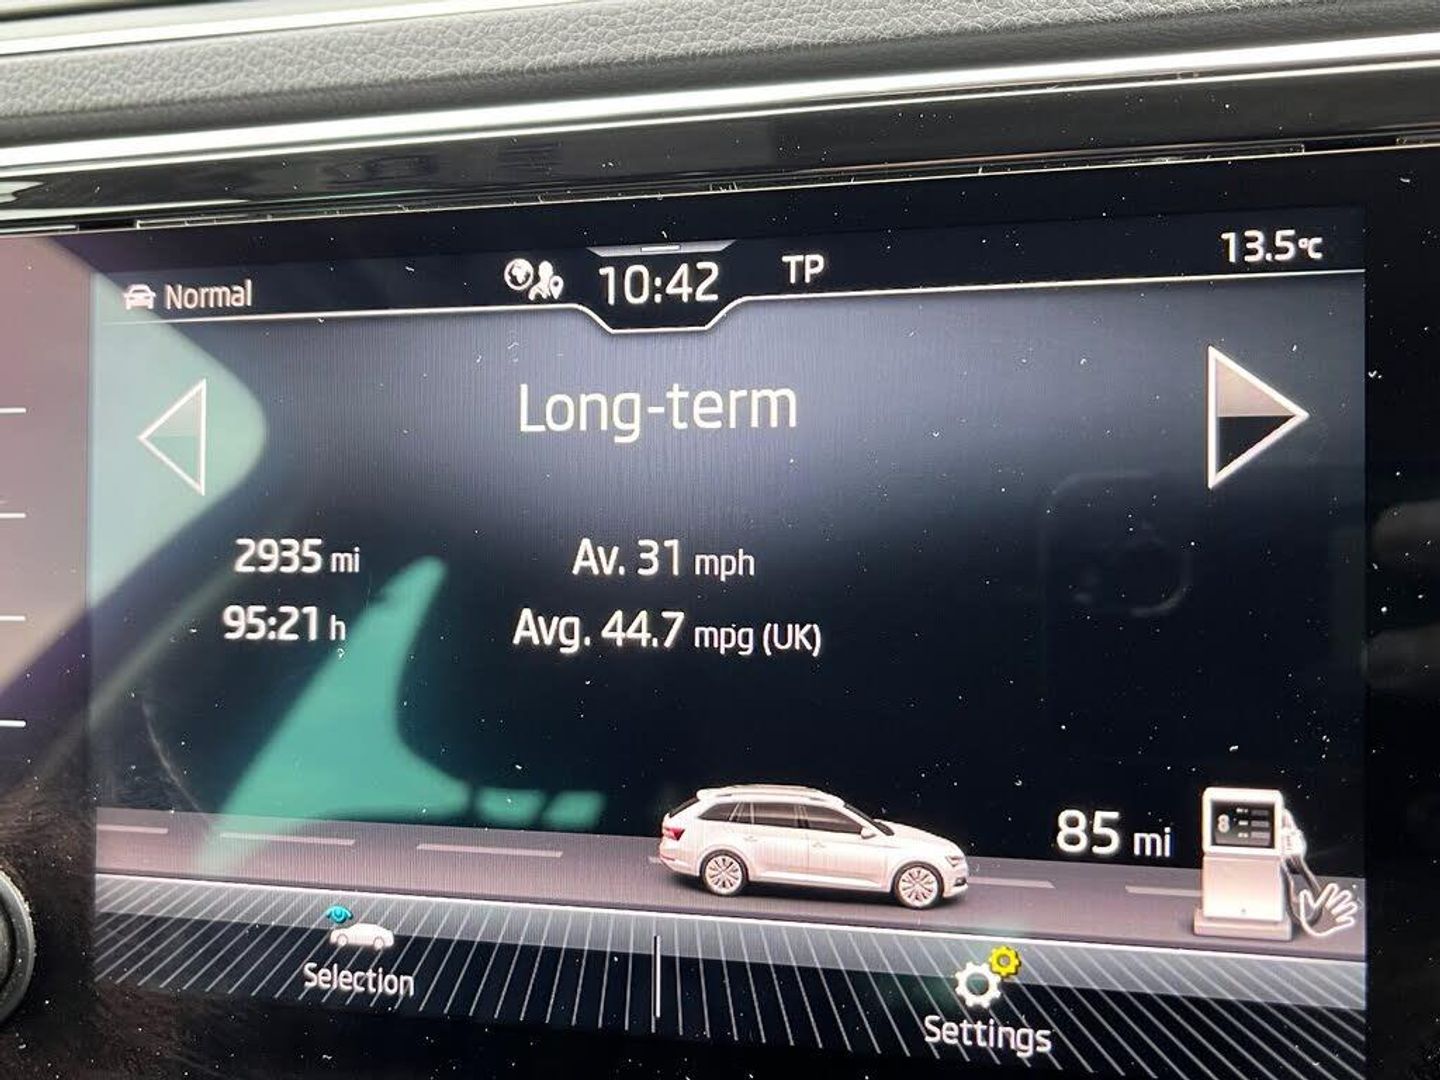 Normal
10:42
TP
13.5°C
Long-term
2935 mi
Av. 31 mph
95:21 h
Avg. 44.7 mpg (UK)
85 mi
8
Selection
Settings